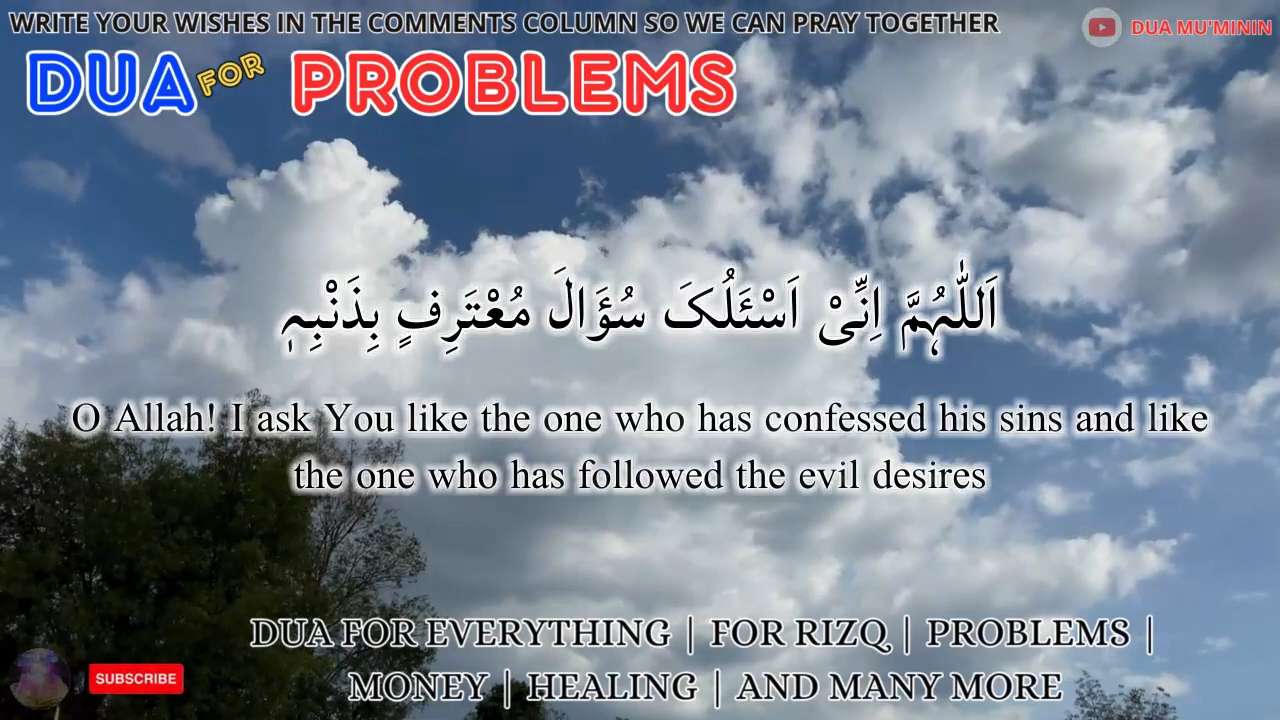 WRITE YOUR WISHES IN THE COMMENTS COLUMN SO WE CAN PRAY TOGETHER
DUA MU'MININ
DUA FOR PROBLEMS
اَللّٰہُمَّ اِنِّیْ اَسْئَلُکَ سُؤَالَ مُعْتَرِفٍ بِذَنْبِہٖ
O Allah! I ask You like the one who has confessed his sins and like
the one who has followed the evil desires
DUA FOR EVERYTHING | FOR RIZQ | PROBLEMS |
MONEY | HEALING | AND MANY MORE
SUBSCRIBE